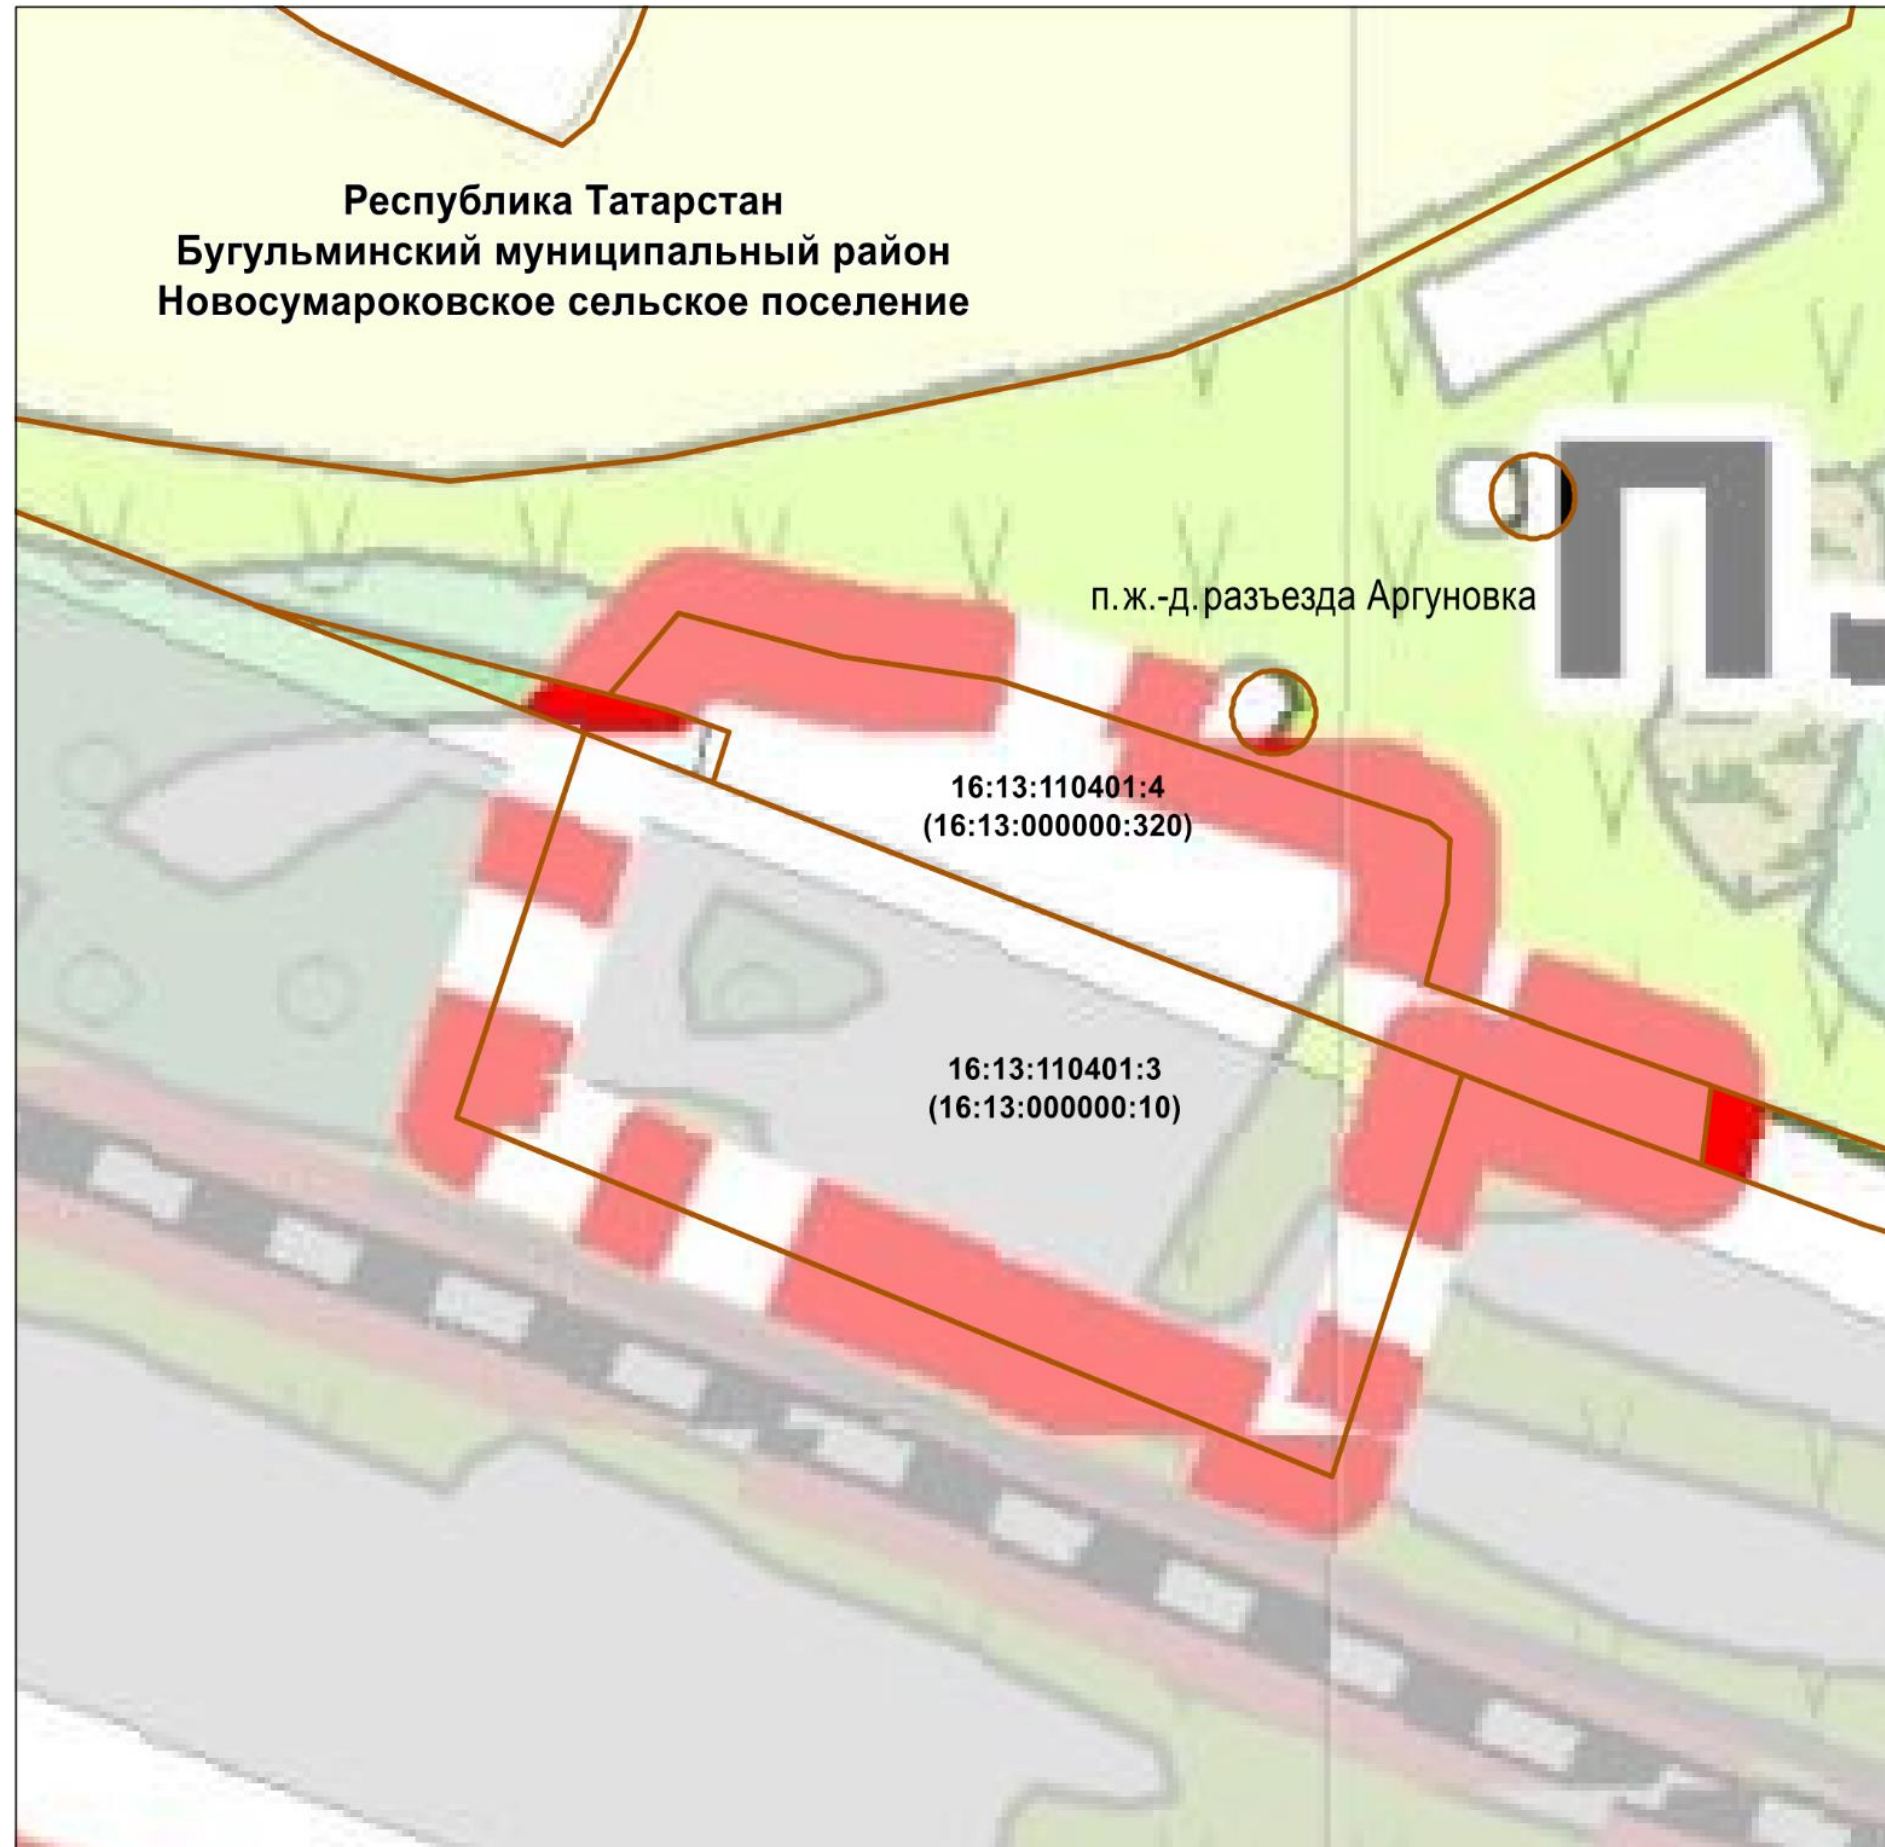 Республика Татарстан
Бугульминский муниципальный район
Новосумароковское сельское поселение
п.ж.-д.разъезда Аргуновка
16:13:110401:4
(16:13:000000:320)
16:13:110401:3
(16:13:000000:10)